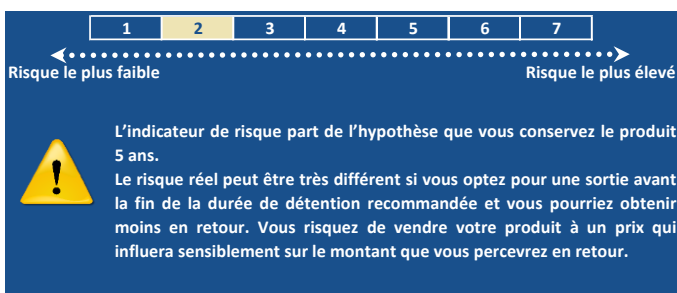 1 2 3 4 5 6 7
Risque le plus faible Risque le plus élevé
L'indicateur de risque part de l'hypothèse que vous conservez le produit
5 ans.
Le risque réel peut être très différent si vous optez pour une sortie avant
la fin de la durée de détention recommandée et vous pourriez obtenir
moins en retour. Vous risquez de vendre votre produit à un prix qui
influera sensiblement sur le montant que vous percevrez en retour.